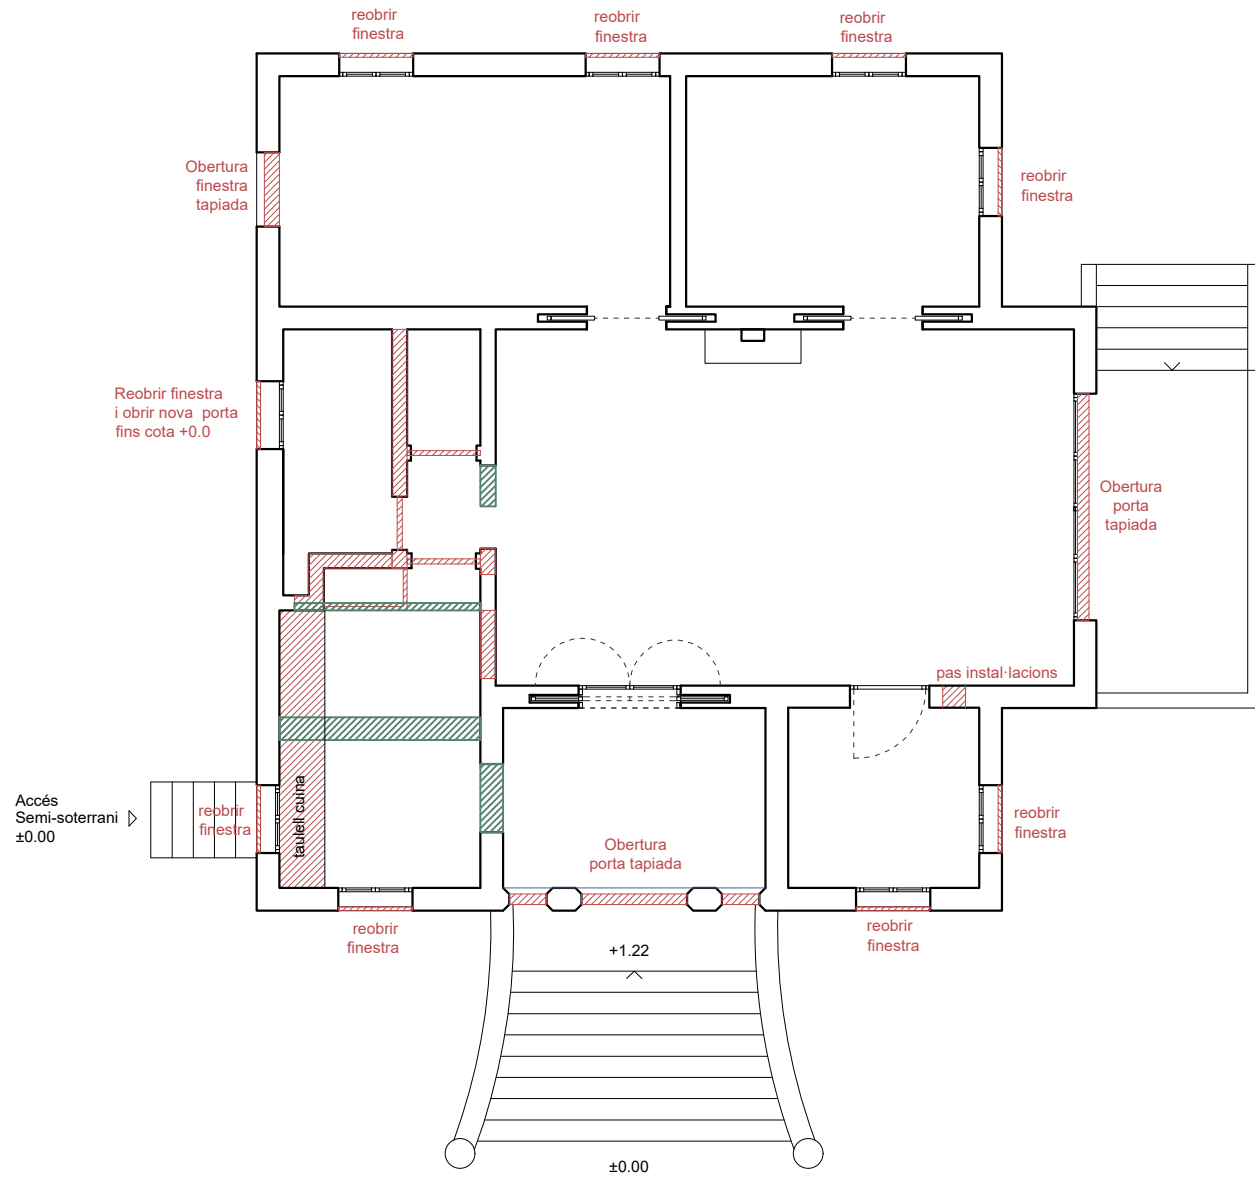 reobrir
finestra
reobrir
finestra
reobrir
finestra
Obertura
finestra
tapiada
reobrir
finestra
Reobrir finestra
i obrir nova porta
fins cota +0.0
Obertura
porta
tapiada
pas instal·lacions
Accés
Semi-soterrani
±0.00
reobrir
finestra
taulell cuina
Obertura
porta tapiada
reobrir
finestra
reobrir
finestra
reobrir
finestra
+1.22
±0.00